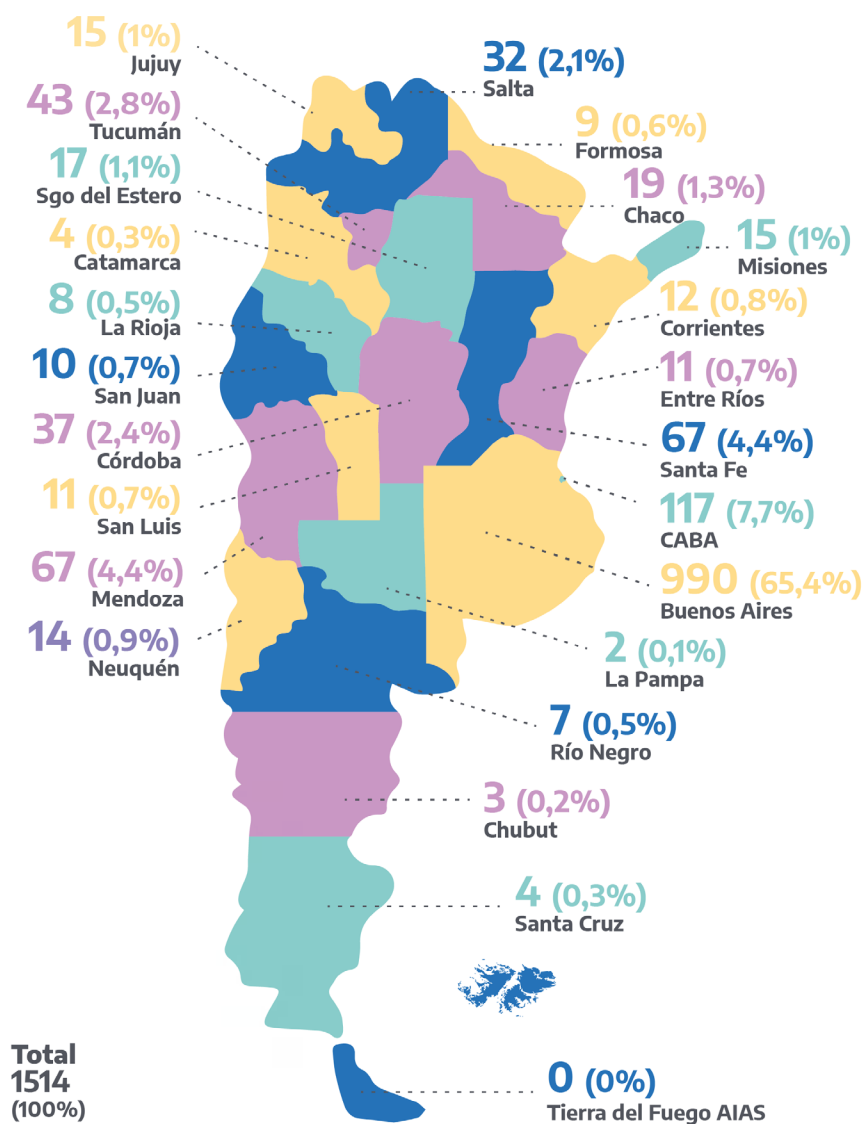 15 (1%)
Jujuy
43 (2,8%)
Tucumán
17 (1,1%)
Sgo del Estero
4 (0,3%)
Catamarca
8 (0,5%)
La Rioja
10 (0,7%)
San Juan
37 (2,4%)
Córdoba
11 (0,7%)
San Luis
67 (4,4%)
Mendoza
14 (0,9%)
Neuquén
32 (2,1%)
Salta
9 (0,6%)
Formosa
19 (1,3%)
Chaco
15 (1%)
Misiones
12 (0,8%)
Corrientes
11 (0,7%)
Entre Ríos
67 (4,4%)
Santa Fe
117 (7,7%)
CABA
990 (65,4%)
Buenos Aires
2 (0,1%)
La Pampa
7 (0,5%)
Río Negro
3 (0,2%)
Chubut
4 (0,3%)
Santa Cruz
0 (0%)
Tierra del Fuego AIAS
Total
1514
(100%)